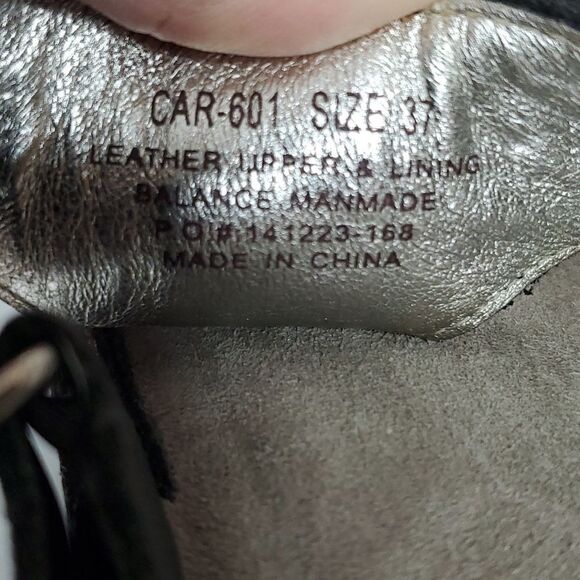 CAR-601 SIZE 37
LEATHER UPPER & LINING
BALANCE MANMADE
P.O.#.141223-168
MADE IN CHINA